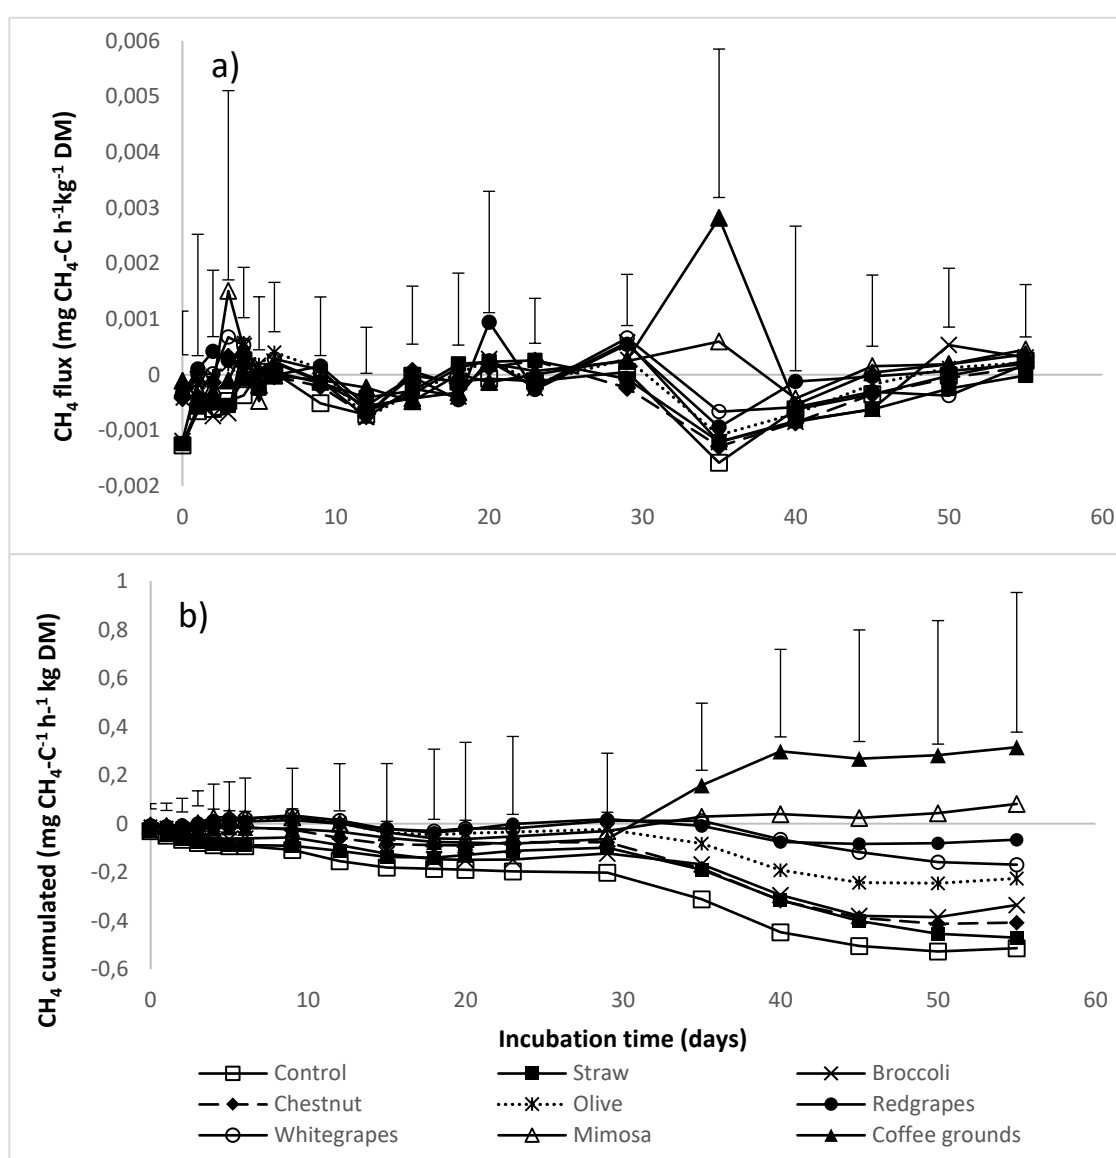 a)
CH₄ flux (mg CH₄-C h⁻¹kg⁻¹ DM)
0,006
0,005
0,004
0,003
0,002
0,001
0
-0,001
-0,002
0 10 20 30 40 50 60
b)
CH₄ cumulated (mg CH₄-C⁻¹ h-¹ kg DM)
1
0,8
0,6
0,4
0,2
0
-0,2
-0,4
-0,6
0 10 20 30 40 50 60
Incubation time (days)
Control Straw Broccoli
Chestnut Olive Redgrapes
Whitegrapes Mimosa Coffee grounds